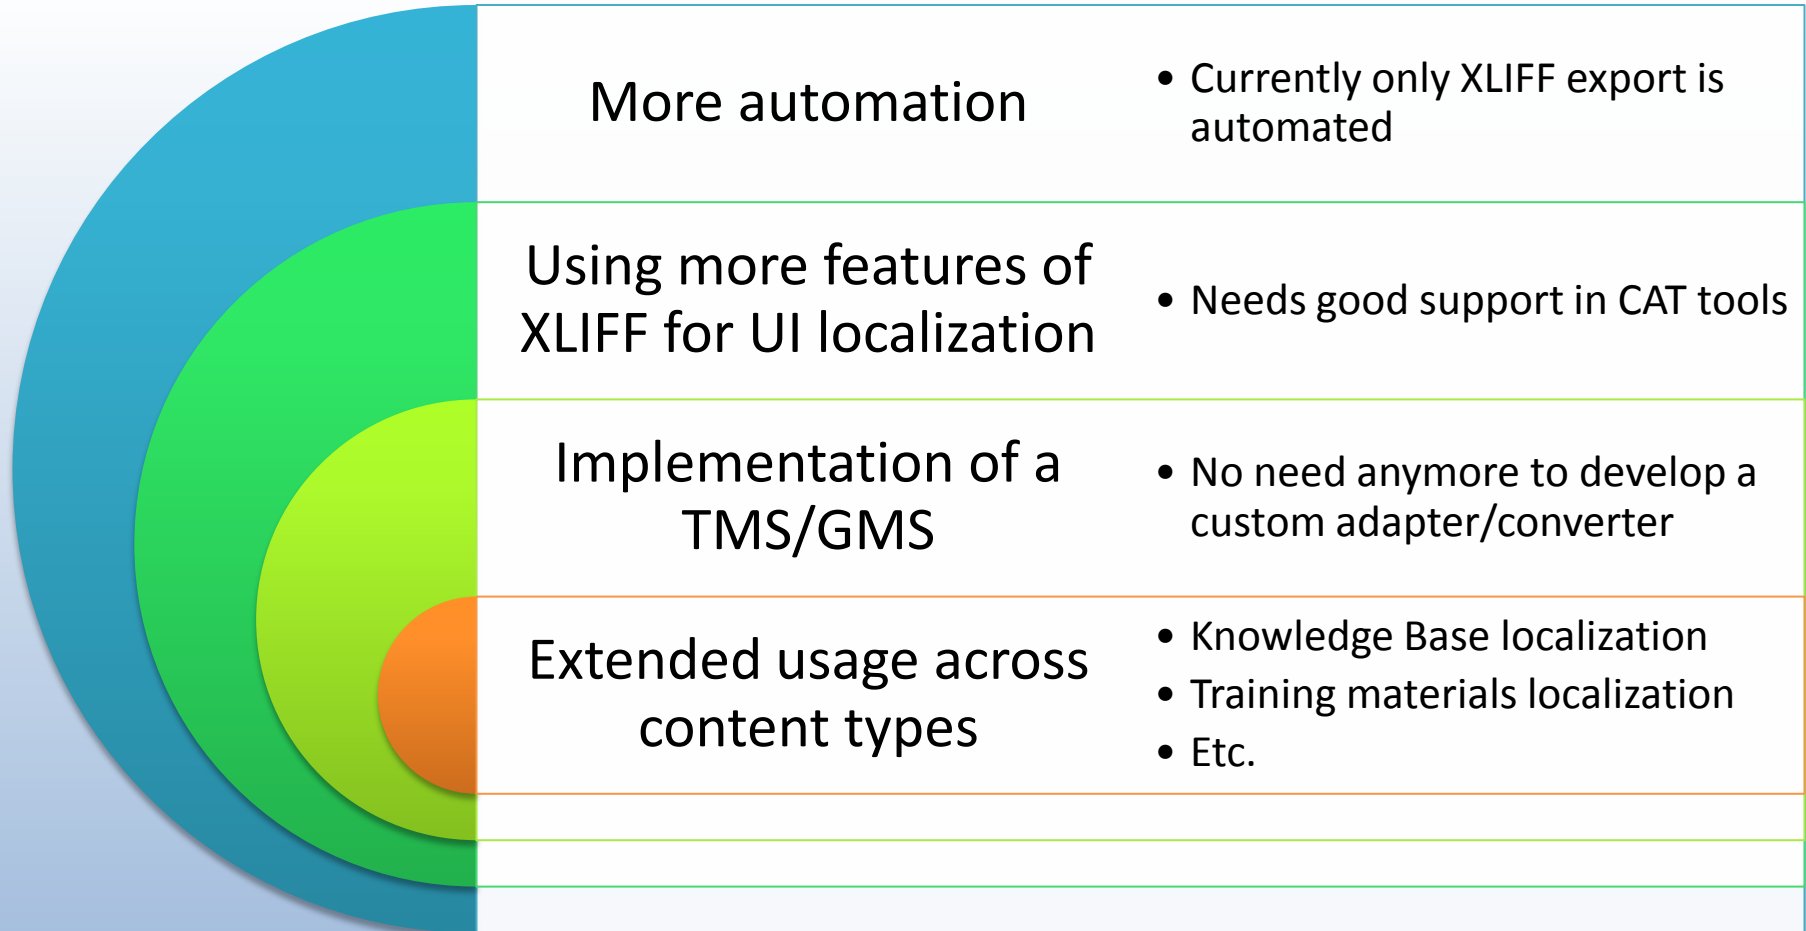 More automation
• Currently only XLIFF export is
automated
Using more features of
XLIFF for UI localization
• Needs good support in CAT tools
Implementation of a
TMS/GMS
• No need anymore to develop a
custom adapter/converter
Extended usage across
content types
• Knowledge Base localization
• Training materials localization
• Etc.